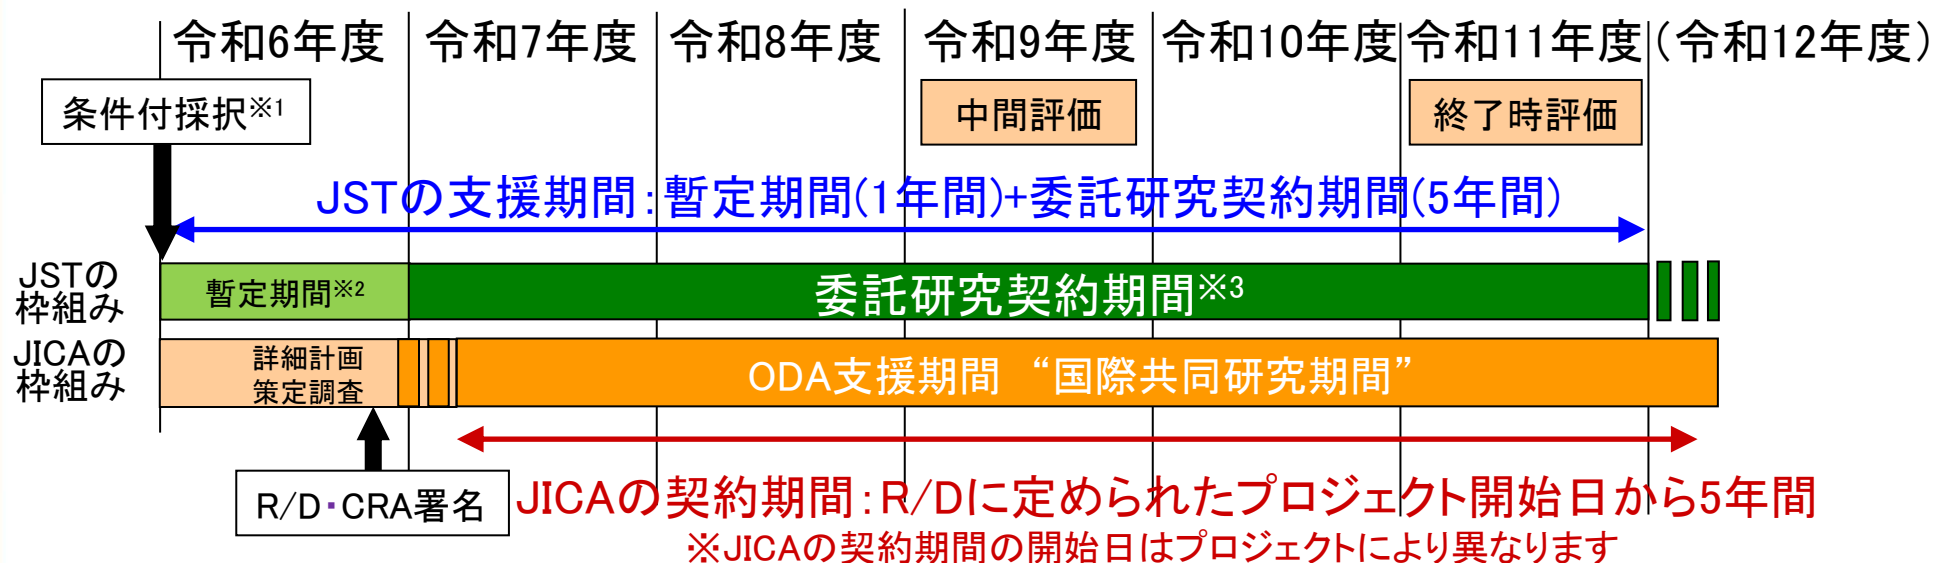 令和6年度 令和7年度 令和8年度 令和9年度 令和10年度 令和11年度 (令和12年度)
条件付採択※1
中間評価
終了時評価
JSTの支援期間:暫定期間(1年間)+委託研究契約期間(5年間)
JSTの
枠組み
暫定期間※2
委託研究契約期間※3
JICAの
枠組み
詳細計画
策定調査
ODA支援期間 “国際共同研究期間”
R/D・CRA署名
JICAの契約期間:R/Dに定められたプロジェクト開始日から5年間
※JICAの契約期間の開始日はプロジェクトにより異なります